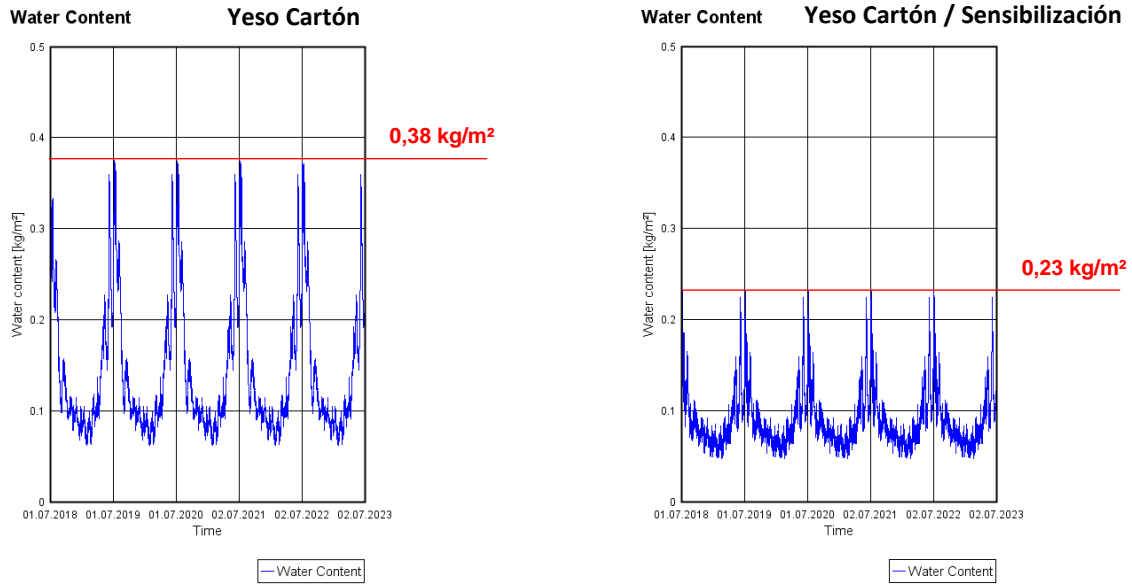 Water Content
Yeso Cartón
0.5
0.4
0.3
0.2
0.1
0
Water content [kg/m²]
0,38 kg/m²
01.07.2018 01.07.2019 01.07.2020 02.07.2021 02.07.2022 02.07.2023
Time
Water Content
Water Content
Yeso Cartón / Sensibilización
0.5
0.4
0.3
0.2
0.1
0
Water content [kg/m²]
0,23 kg/m²
01.07.2018 01.07.2019 01.07.2020 02.07.2021 02.07.2022 02.07.2023
Time
Water Content